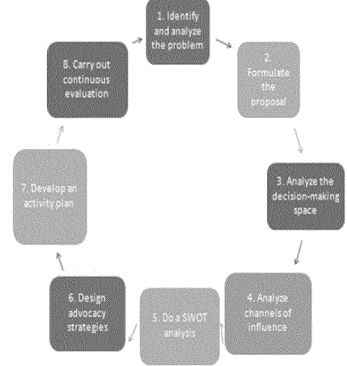 1. Identify
and analyze
the problem
2.
Formulate
the
proposal
3. Analyze the
decision-making
space
4. Analyze
channels of
influence
5. Do a SWOT
analysis
6. Design
advocacy
strategies
7. Develop an
activity plan
8. Carry out
continuous
evaluation